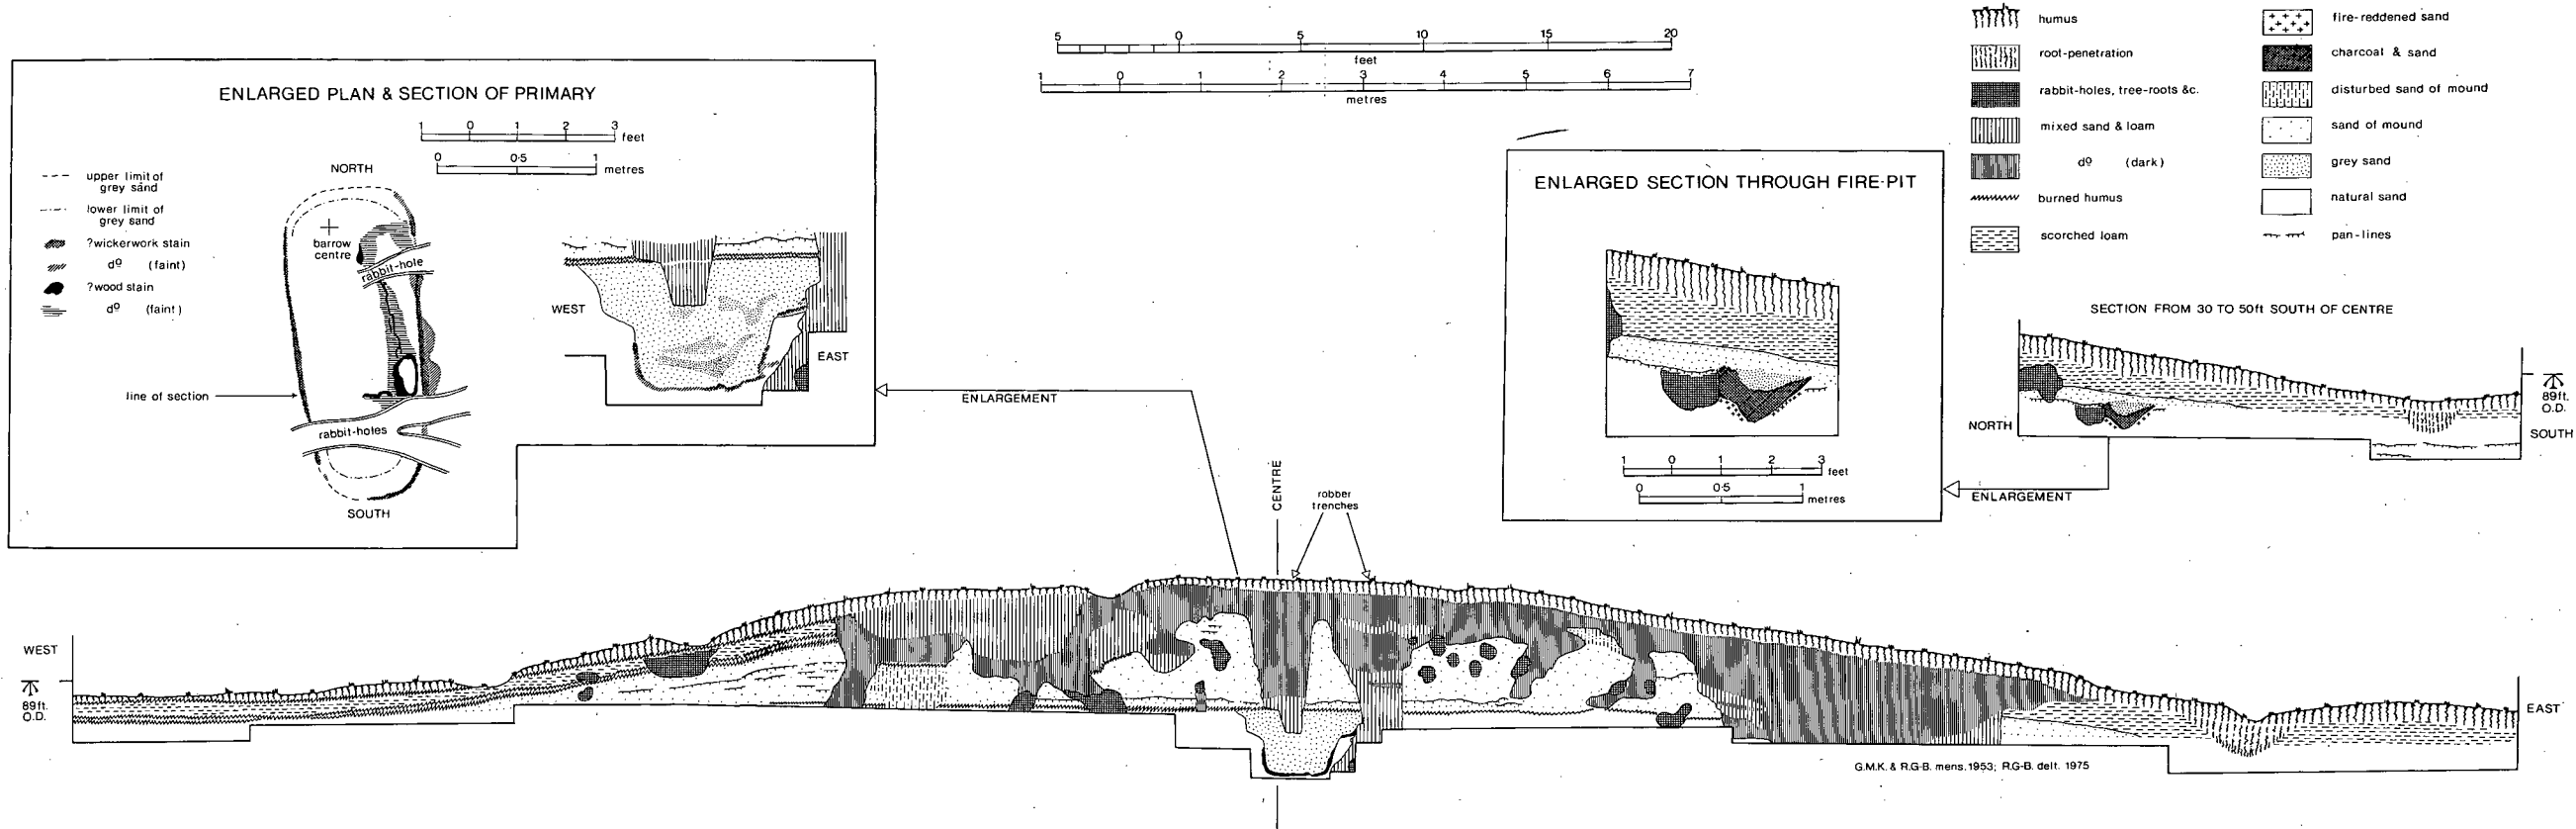 ENLARGED PLAN & SECTION OF PRIMARY
1 0 1 2 3 feet
0 0·5 1 metres
NORTH
--- upper limit of
grey sand
lower limit of
grey sand
?wickerwork stain
dº (faint)
?wood stain
dº (faint)
barrow
centre
rabbit-hole
line of section
rabbit-holes
SOUTH
WEST
EAST
ENLARGEMENT
5 0 5 10 15 20
feet
1 0 1 2 3 4 5 6 7
metres
ENLARGED SECTION THROUGH FIRE-PIT
1 0 1 2 3 feet
0 0·5 1 metres
ENLARGEMENT
humus
root-penetration
rabbit-holes, tree-roots &c.
mixed sand & loam
dº (dark)
burned humus
scorched loam
fire-reddened sand
charcoal & sand
disturbed sand of mound
sand of mound
grey sand
natural sand
pan-lines
SECTION FROM 30 TO 50ft SOUTH OF CENTRE
NORTH
89ft.
O.D.
SOUTH
CENTRE
robber
trenches
WEST
89ft.
O.D.
EAST
G.M.K. & R.G-B. mens. 1953; R.G-B. delt. 1975